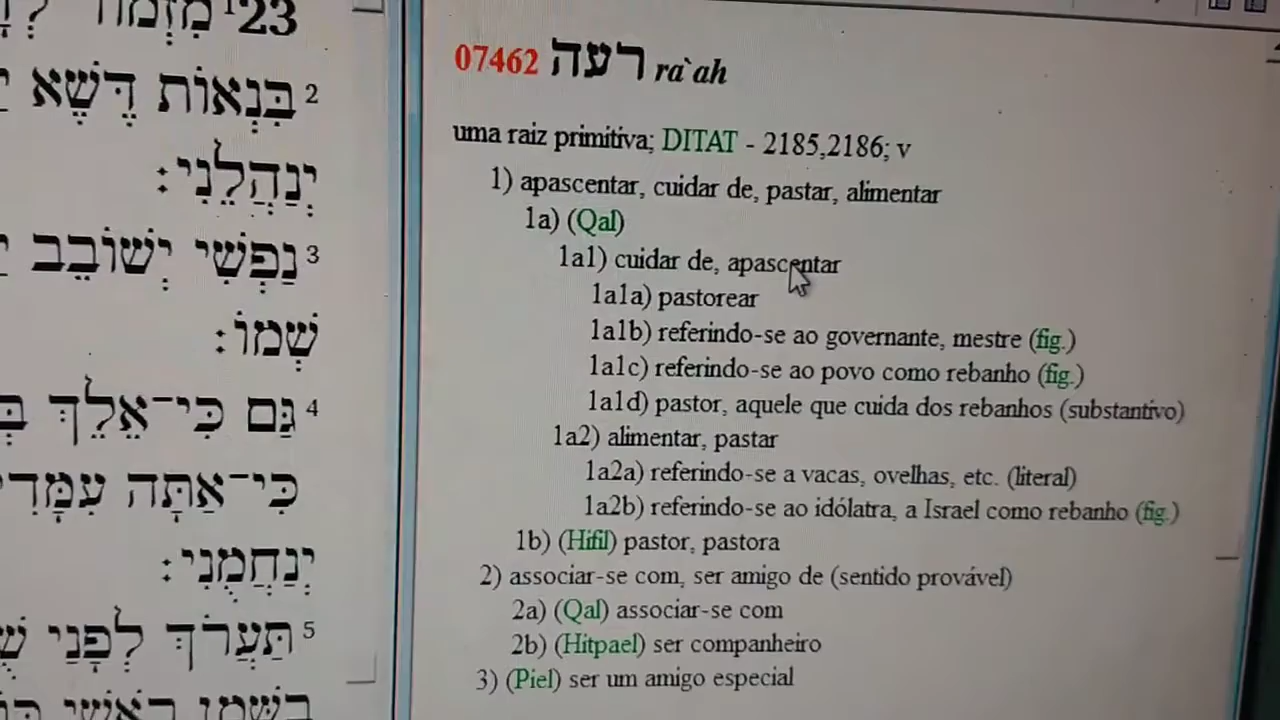 23 1 מִזְמוֹר
2 בִּנְאוֹת דֶּשֶׁא
יְנַהֲלֵנִי׃
3 נַפְשִׁי יְשׁוֹבֵב
שְׁמוֹ׃
4 גַּם כִּי־אֵלֵךְ
כִּי־אַתָּה עִמָּדִי
יְנַחֲמֻנִי׃
5 תַּעֲרֹךְ לְפָנַי
בַשֶּׁמֶן רֹאשִׁי
07462 רעה ra`ah
uma raiz primitiva; DITAT - 2185,2186; v
1) apascentar, cuidar de, pastar, alimentar
1a) (Qal)
1a1) cuidar de, apascentar
1a1a) pastorear
1a1b) referindo-se ao governante, mestre (fig.)
1a1c) referindo-se ao povo como rebanho (fig.)
1a1d) pastor, aquele que cuida dos rebanhos (substantivo)
1a2) alimentar, pastar
1a2a) referindo-se a vacas, ovelhas, etc. (literal)
1a2b) referindo-se ao idólatra, a Israel como rebanho (fig.)
1b) (Hifil) pastor, pastora
2) associar-se com, ser amigo de (sentido provável)
2a) (Qal) associar-se com
2b) (Hitpael) ser companheiro
3) (Piel) ser um amigo especial